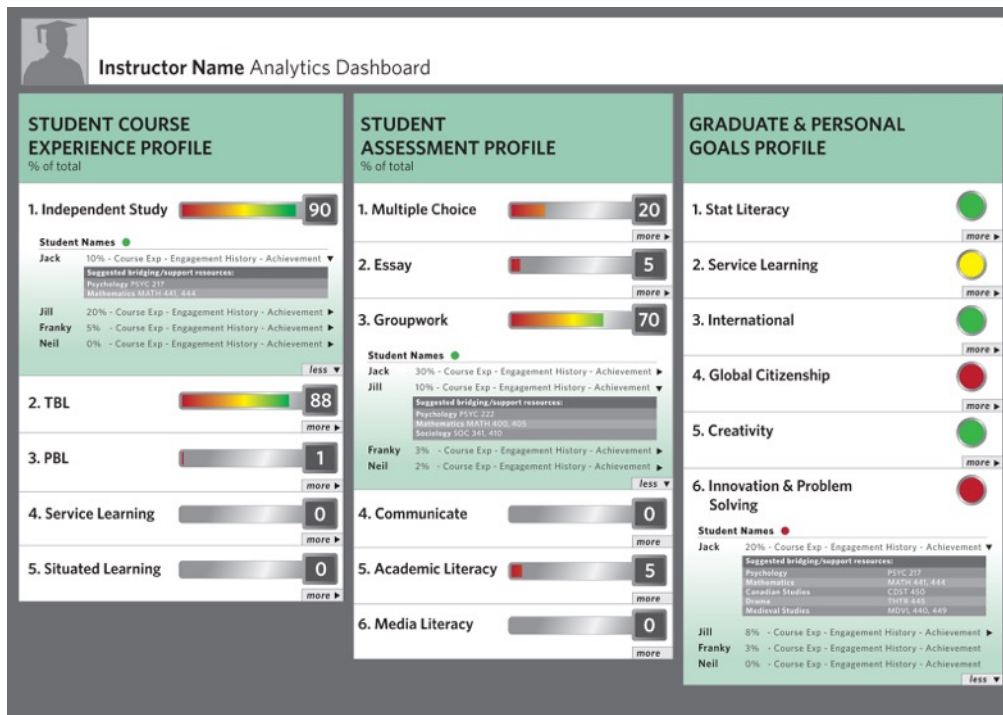 Instructor Name Analytics Dashboard
STUDENT COURSE
EXPERIENCE PROFILE
% of total
1. Independent Study 90
Student Names
Jack 10% - Course Exp - Engagement History - Achievement
Suggested bridging/support resources:
Psychology PSYC 217
Mathematics MATH 441, 444
Jill 20% - Course Exp - Engagement History - Achievement
Franky 5% - Course Exp - Engagement History - Achievement
Neil 0% - Course Exp - Engagement History - Achievement
less
2. TBL 88
more
3. PBL 1
more
4. Service Learning 0
more
5. Situated Learning 0
more
STUDENT
ASSESSMENT PROFILE
% of total
1. Multiple Choice 20
more
2. Essay 5
more
3. Groupwork 70
Student Names
Jack 30% - Course Exp - Engagement History - Achievement
Jill 10% - Course Exp - Engagement History - Achievement
Suggested bridging/support resources:
Psychology PSYC 222
Mathematics MATH 400, 405
Sociology SOC 341, 410
Franky 3% - Course Exp - Engagement History - Achievement
Neil 2% - Course Exp - Engagement History - Achievement
less
4. Communicate 0
more
5. Academic Literacy 5
more
6. Media Literacy 0
more
GRADUATE & PERSONAL
GOALS PROFILE
1. Stat Literacy
more
2. Service Learning
more
3. International
more
4. Global Citizenship
more
5. Creativity
more
6. Innovation & Problem
Solving
Student Names
Jack 20% - Course Exp - Engagement History - Achievement
Suggested bridging/support resources:
Psychology PSYC 217
Mathematics MATH 441, 444
Canadian Studies CDST 450
Drama THTR 445
Medieval Studies MDVL 440, 449
Jill 8% - Course Exp - Engagement History - Achievement
Franky 3% - Course Exp - Engagement History - Achievement
Neil 0% - Course Exp - Engagement History - Achievement
less